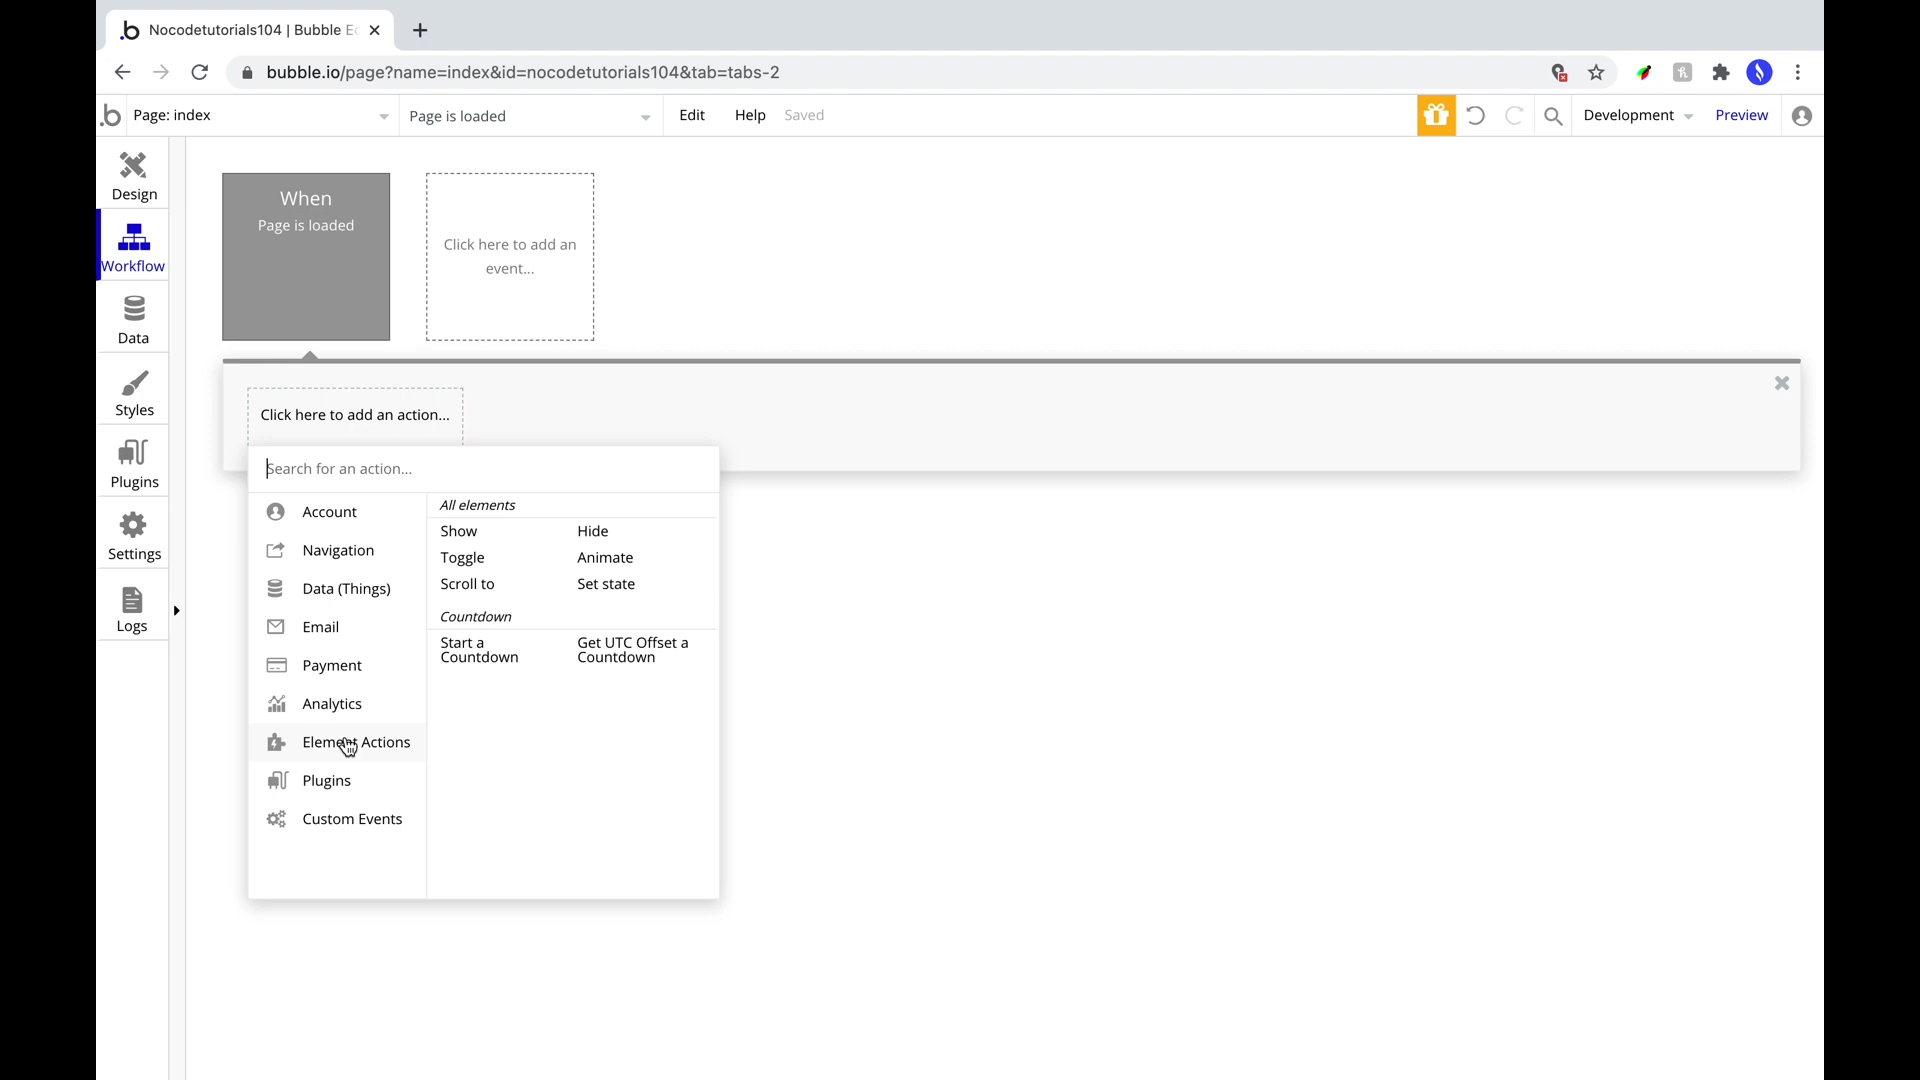 Nocodetutorials104 | Bubble Ec
bubble.io/page?name=index&id=nocodetutorials104&tab=tabs-2
Page: index
Page is loaded
Edit
Help
Saved
Development
Preview
Design
Workflow
Data
Styles
Plugins
Settings
Logs
When
Page is loaded
Click here to add an
event...
Click here to add an action...
Search for an action...
Account
Navigation
Data (Things)
Email
Payment
Analytics
Element Actions
Plugins
Custom Events
All elements
Show
Hide
Toggle
Animate
Scroll to
Set state
Countdown
Start a
Countdown
Get UTC Offset a
Countdown